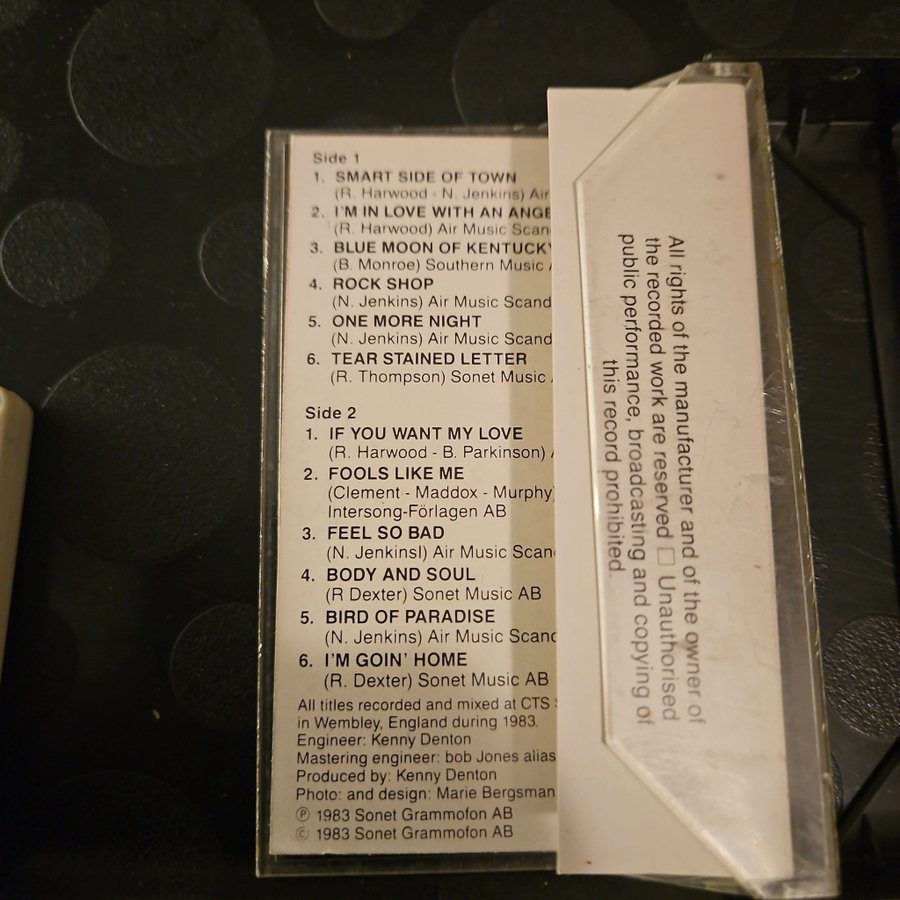 Side 1
1. SMART SIDE OF TOWN
(R. Harwood - N. Jenkins) Air
2. I'M IN LOVE WITH AN ANGE
(R. Harwood) Air Music Scan
3. BLUE MOON OF KENTUCKY
(B. Monroe) Southern Music
4. ROCK SHOP
(N. Jenkins) Air Music Scand
5. ONE MORE NIGHT
(N. Jenkins) Air Music Scand
6. TEAR STAINED LETTER
(R. Thompson) Sonet Music
Side 2
1. IF YOU WANT MY LOVE
(R. Harwood - B. Parkinson)
2. FOOLS LIKE ME
(Clement - Maddox - Murphy)
Intersong-Förlagen AB
3. FEEL SO BAD
(N. Jenkinsl) Air Music Scan
4. BODY AND SOUL
(R Dexter) Sonet Music AB
5. BIRD OF PARADISE
(N. Jenkins) Air Music Scand
6. I'M GOIN' HOME
(R. Dexter) Sonet Music AB
All titles recorded and mixed at CTS
in Wembley, England during 1983.
Engineer: Kenny Denton
Mastering engineer: bob Jones alias
Produced by: Kenny Denton
Photo: and design: Marie Bergsman
Ⓟ 1983 Sonet Grammofon AB
© 1983 Sonet Grammofon AB
All rights of the manufacturer and of the owner of
the recorded work are reserved □ Unauthorised
public performance, broadcasting and copying of
this record prohibited.